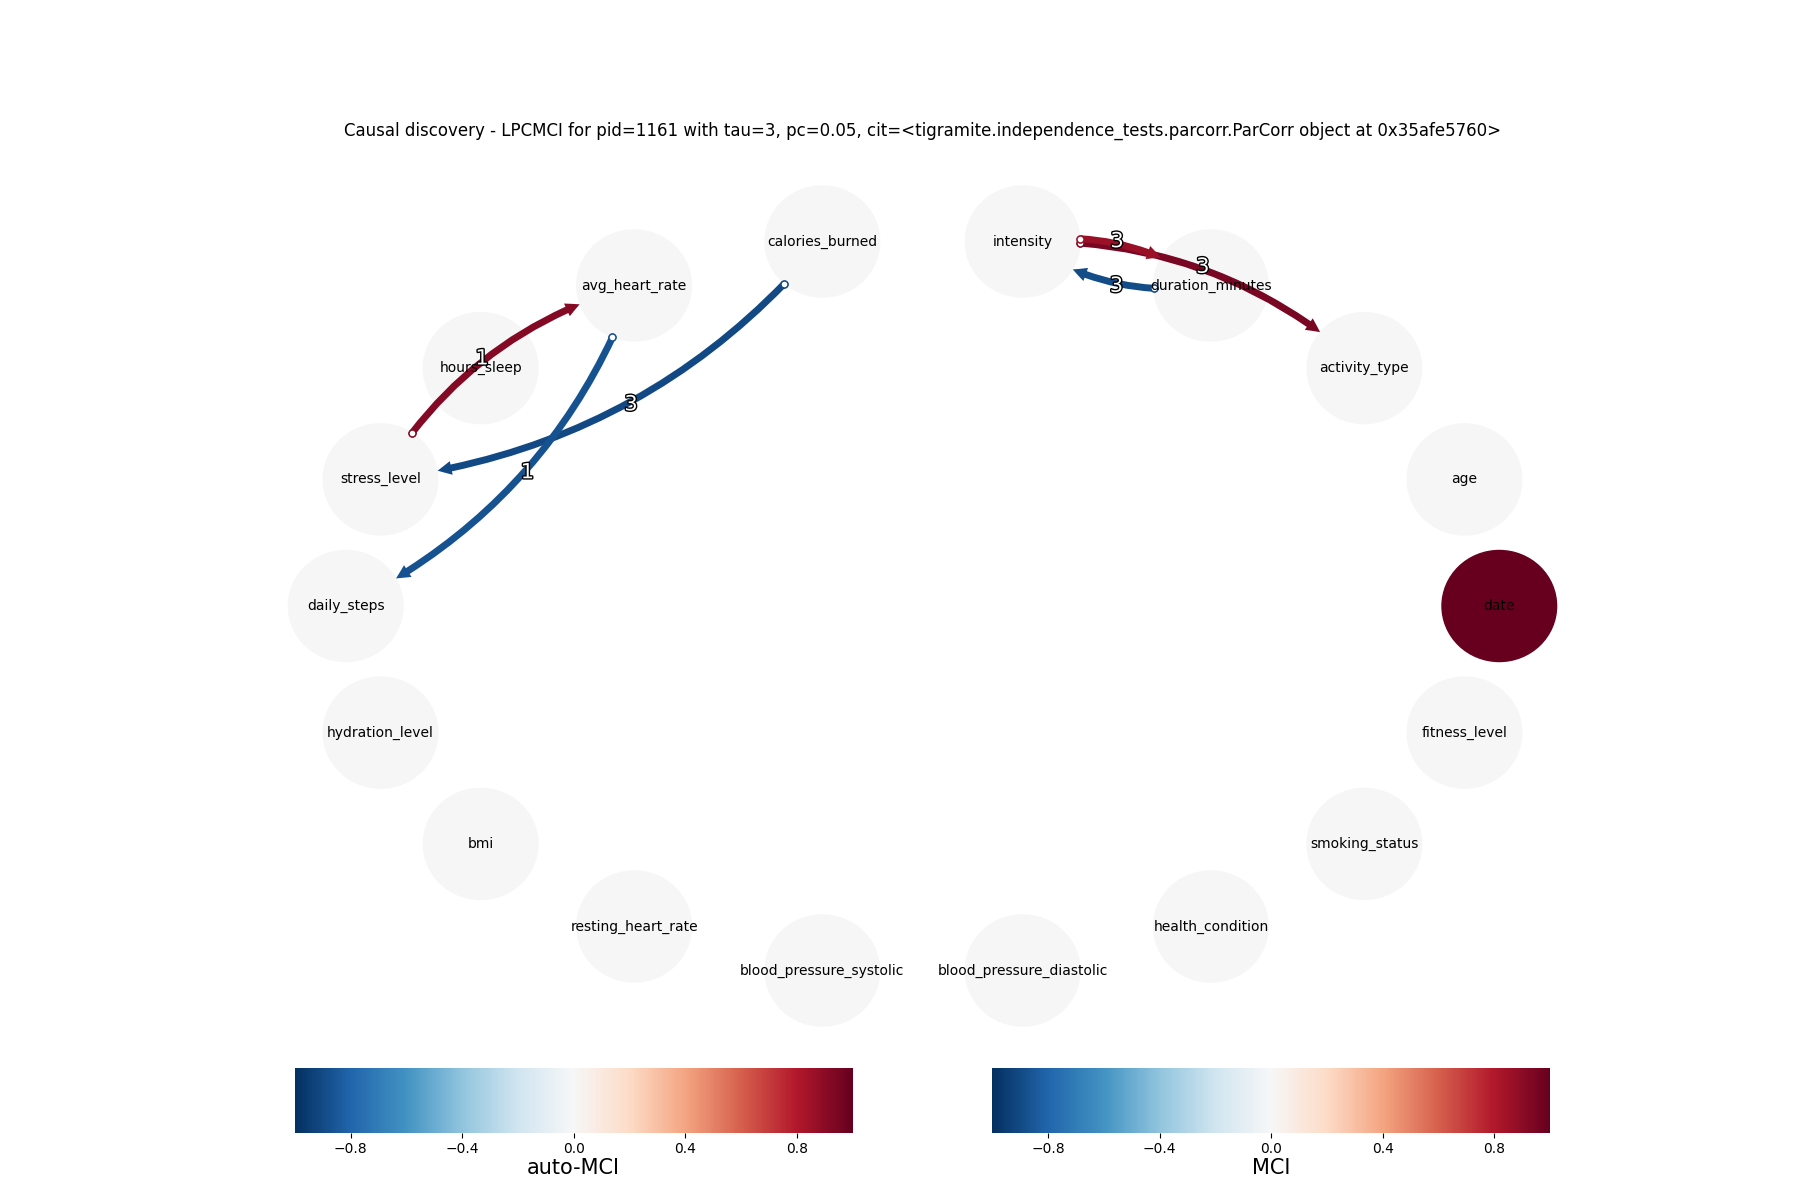 Causal discovery - LPCMCI for pid=1161 with tau=3, pc=0.05, cit=<tigramite.independence_tests.parcorr.ParCorr object at 0x35afe5760>
calories_burned
intensity
3
3
3
avg_heart_rate
duration_minutes
1
hours_sleep
activity_type
3
1
stress_level
age
daily_steps
date
hydration_level
fitness_level
bmi
smoking_status
resting_heart_rate
health_condition
blood_pressure_systolic
blood_pressure_diastolic
−0.8 −0.4 0.0 0.4 0.8
auto-MCI
−0.8 −0.4 0.0 0.4 0.8
MCI